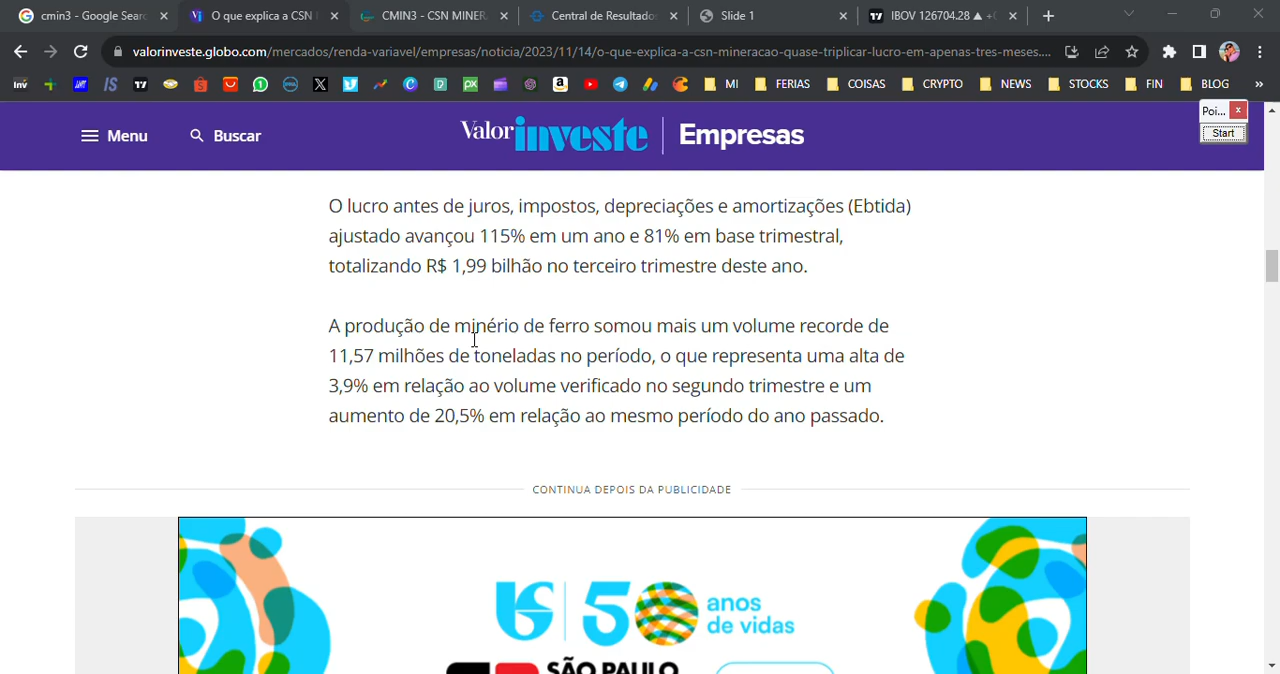 cmin3 - Google Sear
O que explica a CSN
CMIN3 - CSN MINER
Central de Resultado
Slide 1
IBOV 126704.28 ▲ +
valorinveste.globo.com/mercados/renda-variavel/empresas/noticia/2023/11/14/o-que-explica-a-csn-mineracao-quase-triplicar-lucro-em-apenas-tres-meses....
MI FERIAS COISAS CRYPTO NEWS STOCKS FIN BLOG »
Poi... x
Start
Menu Buscar Valor investe Empresas
O lucro antes de juros, impostos, depreciações e amortizações (Ebtida)
ajustado avançou 115% em um ano e 81% em base trimestral,
totalizando R$ 1,99 bilhão no terceiro trimestre deste ano.
A produção de minério de ferro somou mais um volume recorde de
11,57 milhões de toneladas no período, o que representa uma alta de
3,9% em relação ao volume verificado no segundo trimestre e um
aumento de 20,5% em relação ao mesmo período do ano passado.
CONTINUA DEPOIS DA PUBLICIDADE
50 anos
de vidas
SÃO PAULO